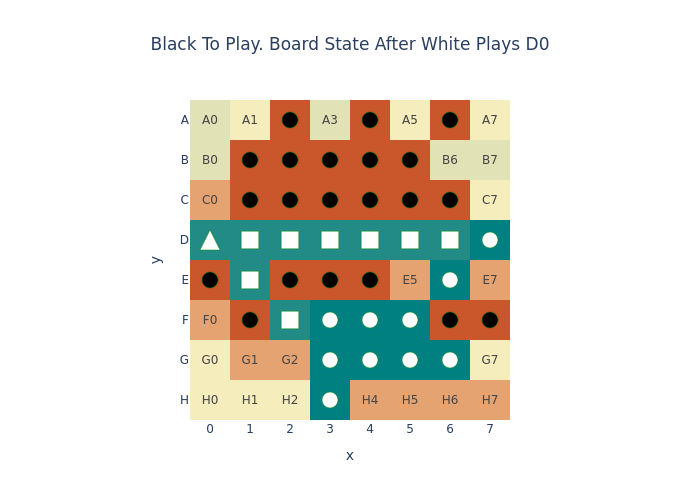 Black To Play. Board State After White Plays D0
A A0 A1 A3 A5 A7
B B0 B6 B7
C C0 C7
D
E E5 E7
F F0
G G0 G1 G2 G7
H H0 H1 H2 H4 H5 H6 H7
0 1 2 3 4 5 6 7
x
y